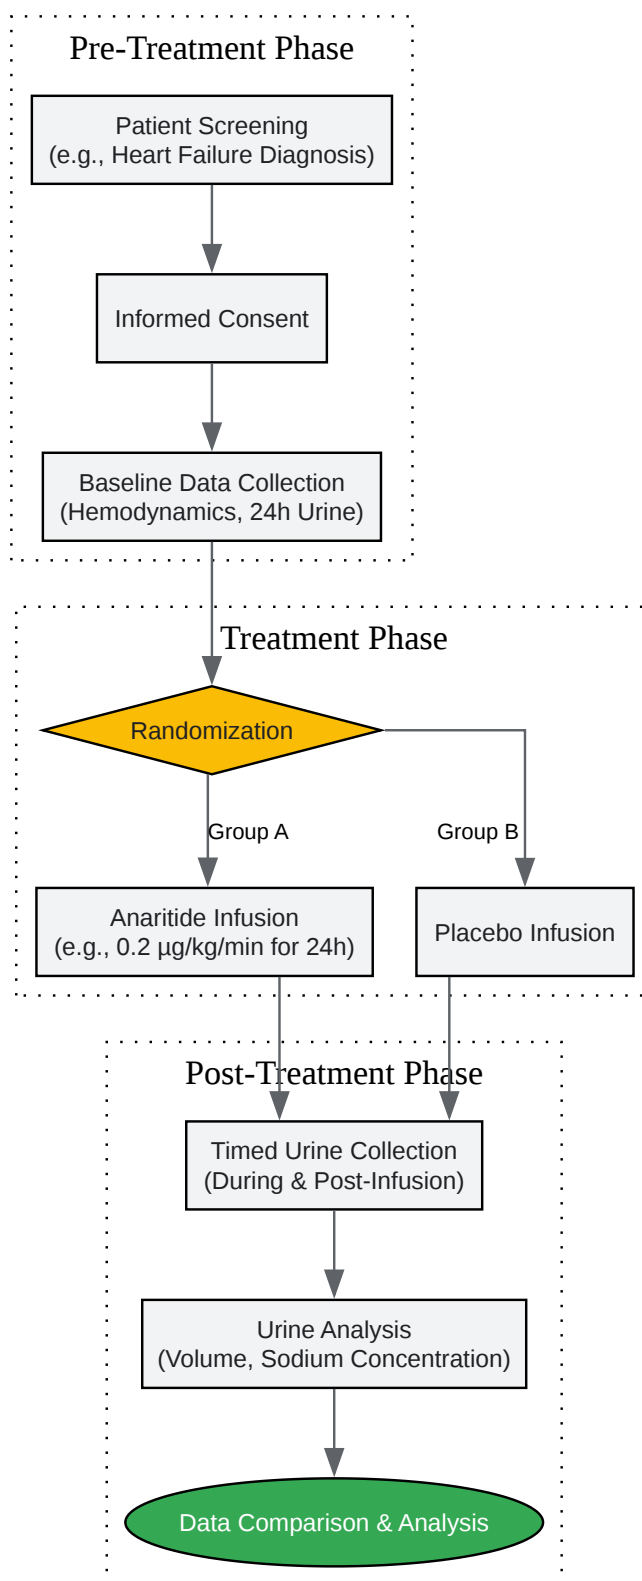 Pre-Treatment Phase
Patient Screening
(e.g., Heart Failure Diagnosis)
Informed Consent
Baseline Data Collection
(Hemodynamics, 24h Urine)
Treatment Phase
Randomization
Group A
Group B
Anaritide Infusion
(e.g., 0.2 µg/kg/min for 24h)
Placebo Infusion
Post-Treatment Phase
Timed Urine Collection
(During & Post-Infusion)
Urine Analysis
(Volume, Sodium Concentration)
Data Comparison & Analysis